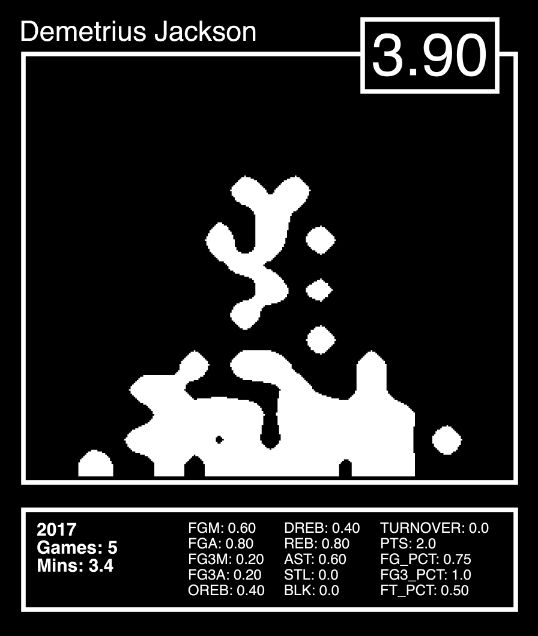 Demetrius Jackson
3.90
2017
Games: 5
Mins: 3.4
FGM: 0.60
FGA: 0.80
FG3M: 0.20
FG3A: 0.20
OREB: 0.40
DREB: 0.40
REB: 0.80
AST: 0.60
STL: 0.0
BLK: 0.0
TURNOVER: 0.0
PTS: 2.0
FG_PCT: 0.75
FG3_PCT: 1.0
FT_PCT: 0.50